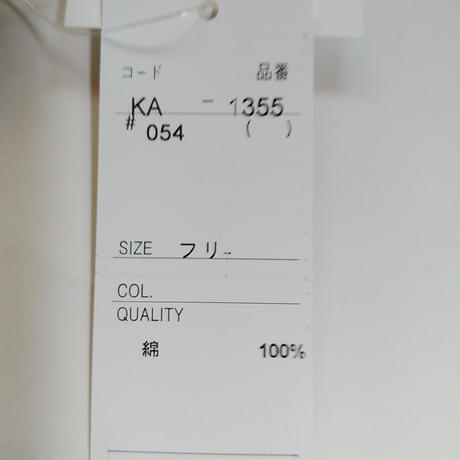 コード 品番
KA - 1355
# 054 ( )
SIZE フリー
COL.
QUALITY
綿 100%